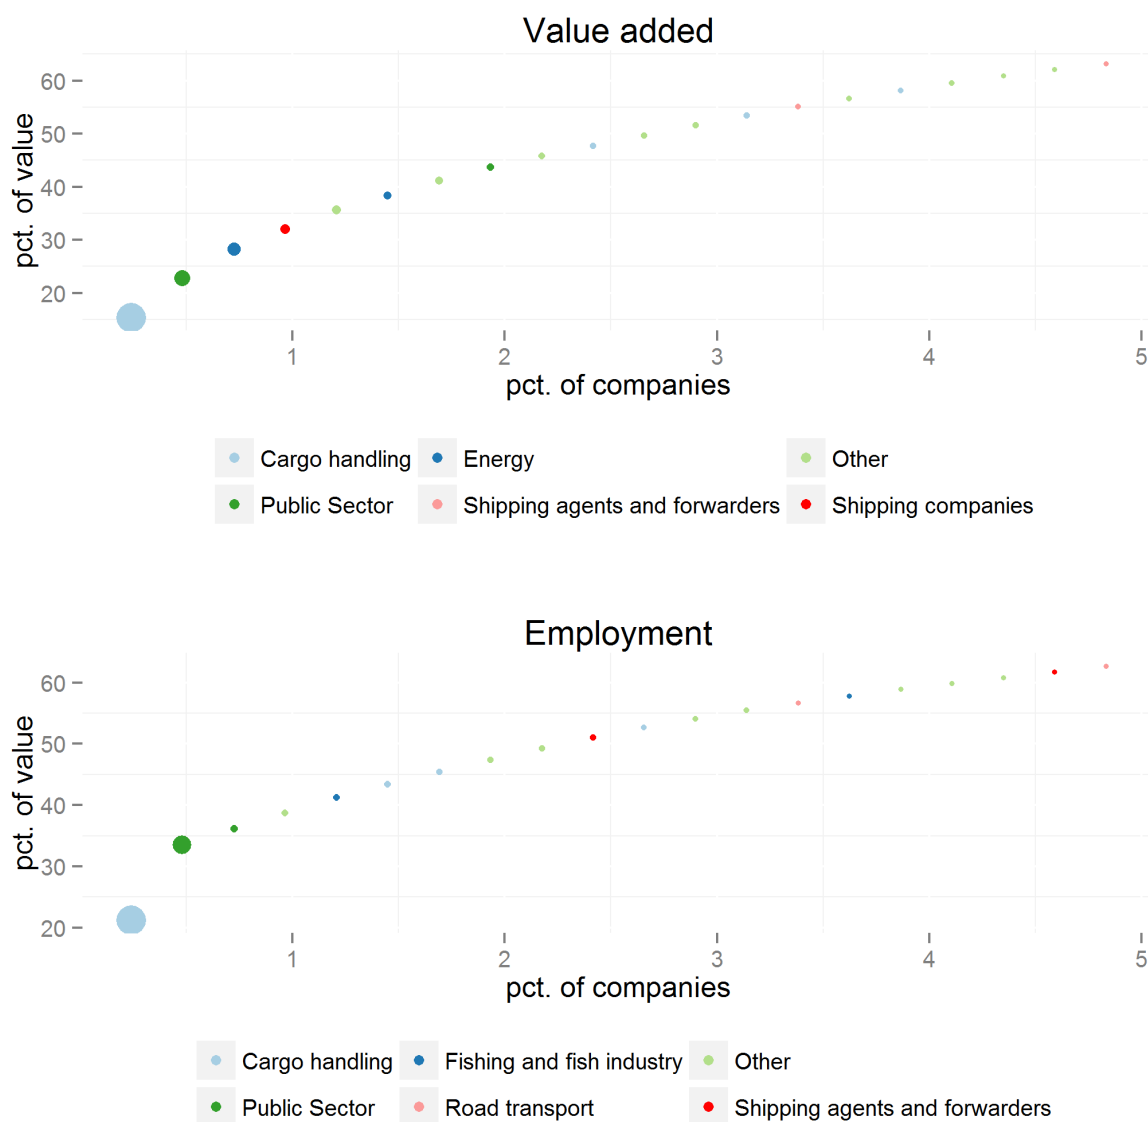 Value added
pct. of value
60
50
40
30
20
1 2 3 4 5
pct. of companies
Cargo handling Energy Other
Public Sector Shipping agents and forwarders Shipping companies
Employment
pct. of value
60
50
40
30
20
1 2 3 4 5
pct. of companies
Cargo handling Fishing and fish industry Other
Public Sector Road transport Shipping agents and forwarders